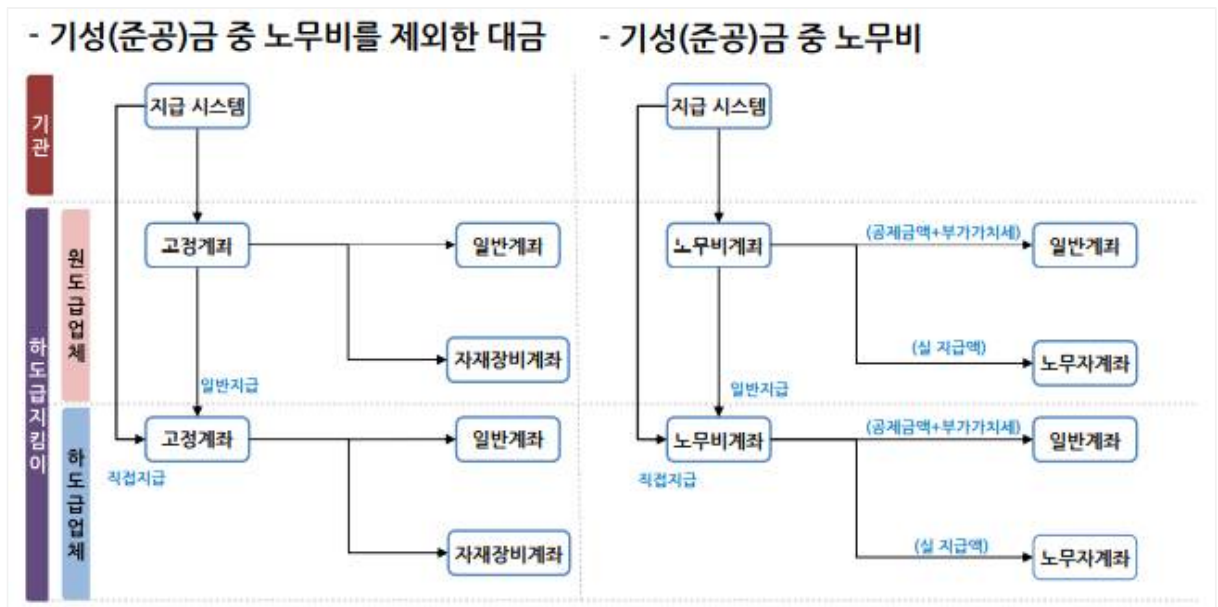 - 기성(준공)금 중 노무비를 제외한 대금
- 기성(준공)금 중 노무비
기관
하도급지킴이
원도급업체
하도급업체
지급 시스템
고정계좌
일반계좌
자재장비계좌
일반지급
고정계좌
일반계좌
직접지급
자재장비계좌
지급 시스템
노무비계좌
(공제금액+부가가치세)
일반계좌
(실 지급액)
노무자계좌
일반지급
노무비계좌
(공제금액+부가가치세)
일반계좌
직접지급
(실 지급액)
노무자계좌